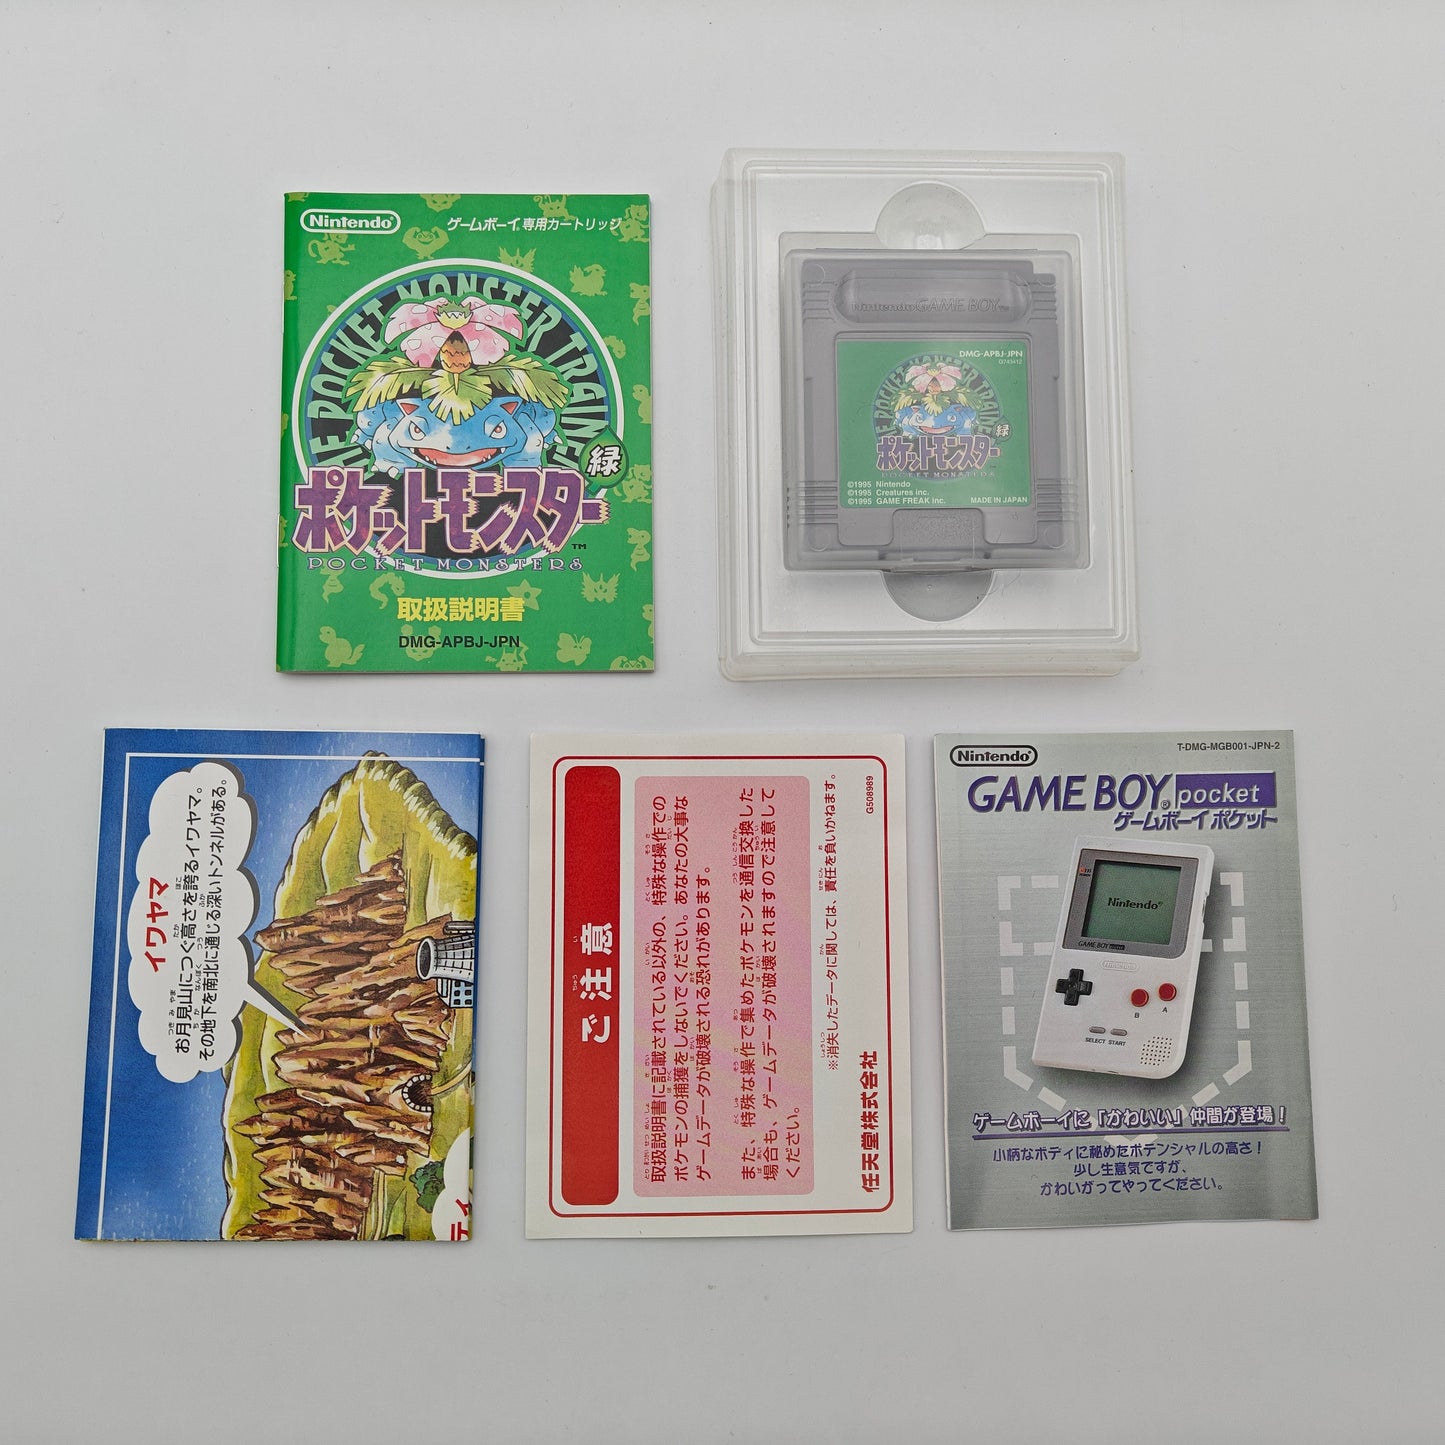 Nintendo
ゲームボーイ専用カートリッジ
THE POCKET MONSTER TRAINER
緑
ポケットモンスター
TM
POCKET MONSTERS
取扱説明書
DMG-APBJ-JPN
Nintendo GAME BOY
TM
DMG-APBJ-JPN
G743412
THE POCKET MONSTER TRAINER
緑
ポケットモンスター
POCKET MONSTERS
©1995 Nintendo
©1995 Creatures inc.
©1995 GAME FREAK inc.
MADE IN JAPAN
イワヤマ
お月見山につぐ高さを誇るイワヤマ。
その地下を南北に通じる深いトンネルがある。
ティ
ご注意
取扱説明書に記載されている以外の、特殊な操作での
ポケモンの捕獲をしないでください。あなたの大事な
ゲームデータが破壊される恐れがあります。
また、特殊な操作で集めたポケモンを通信交換した
場合も、ゲームデータが破壊されますので注意して
ください。
※消失したデータに関しては、責任を負いかねます。
任天堂株式会社
G508989
Nintendo
T-DMG-MGB001-JPN-2
GAME BOY® pocket
ゲームボーイ ポケット
Nintendo®
GAME BOY pocket
Nintendo
B A
SELECT START
ゲームボーイに「かわいい」仲間が登場！
小柄なボディに秘めたポテンシャルの高さ！
少し生意気ですが、
かわいがってやってください。